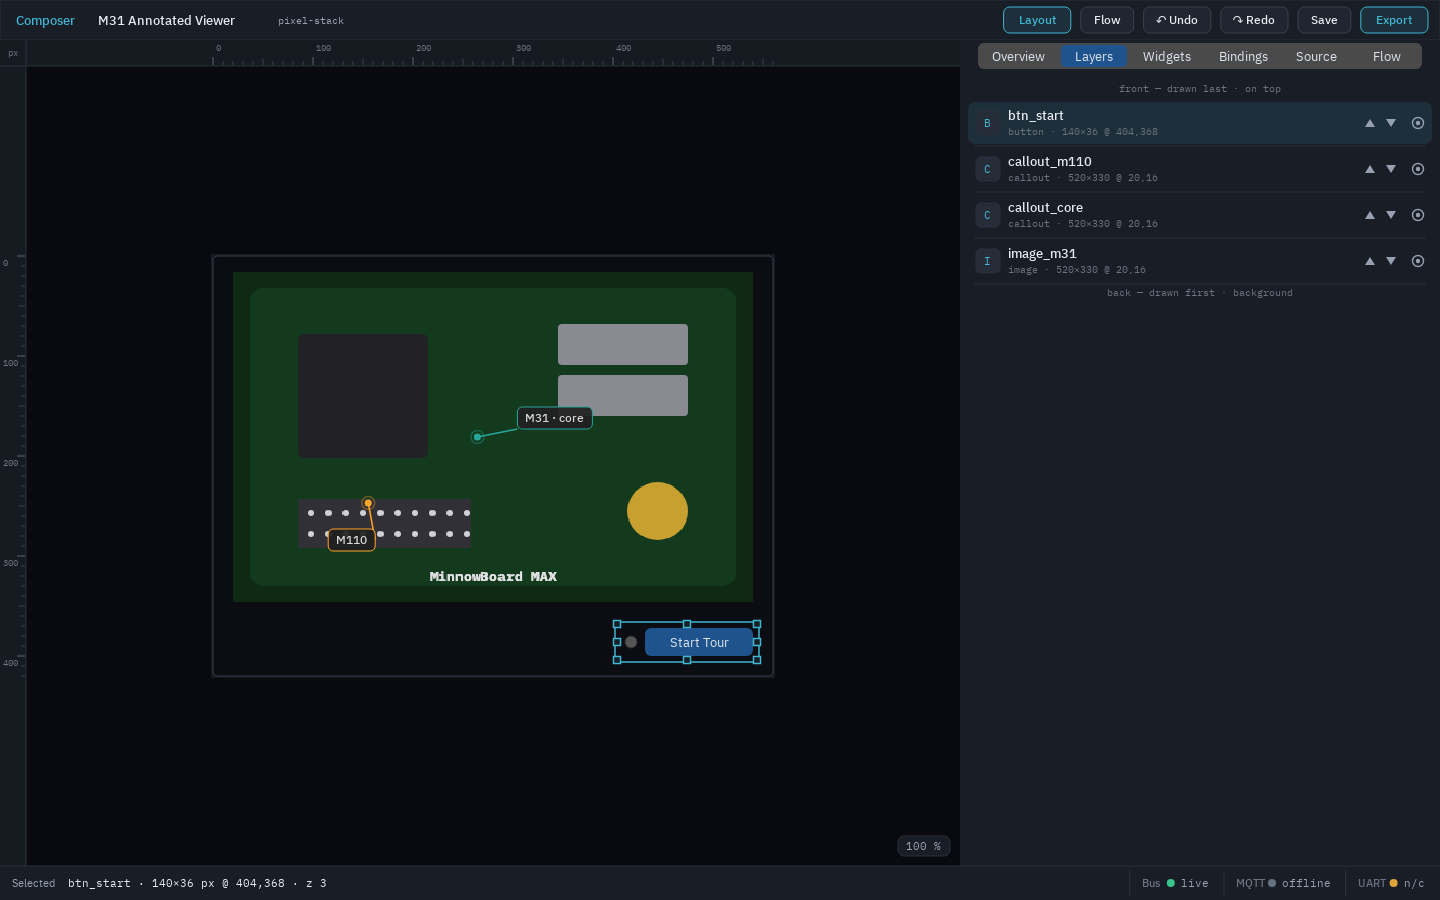 Composer M31 Annotated Viewer pixel-stack Layout Flow ↶ Undo ↷ Redo Save Export
px 0 100 200 300 400 500
Overview Layers Widgets Bindings Source Flow
front — drawn last · on top
B btn_start
button · 140×36 @ 404,368
C callout_m110
callout · 520×330 @ 20,16
C callout_core
callout · 520×330 @ 20,16
I image_m31
image · 520×330 @ 20,16
back — drawn first · background
0
100
200
300
400
M31 · core
M110
MinnowBoard MAX
Start Tour
100 %
Selected btn_start · 140×36 px @ 404,368 · z 3 Bus live MQTT offline UART n/c